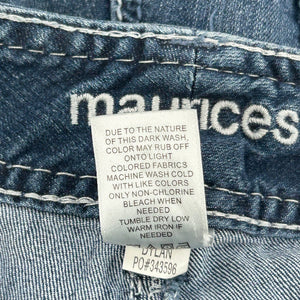 maurices
DUE TO THE NATURE
OF THIS DARK WASH,
COLOR MAY RUB OFF
ONTO LIGHT
COLORED FABRICS
MACHINE WASH COLD
WITH LIKE COLORS
ONLY NON-CHLORINE
BLEACH WHEN
NEEDED
TUMBLE DRY LOW
WARM IRON IF
NEEDED
DYLAN
PO#343596